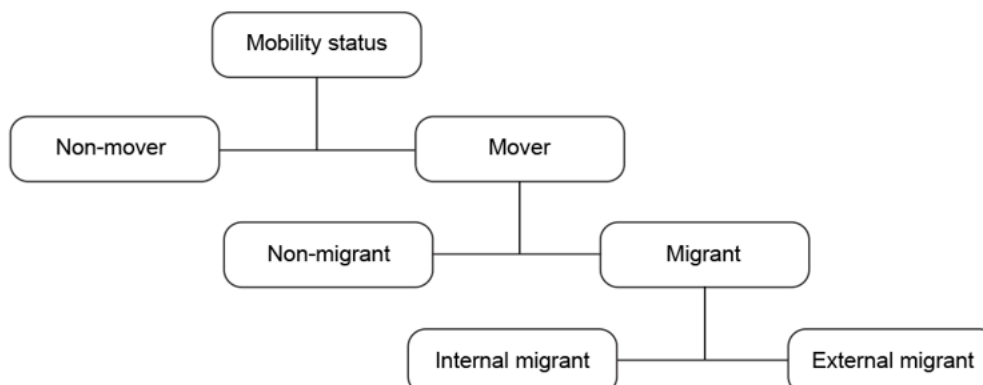 Mobility status
Non-mover
Mover
Non-migrant
Migrant
Internal migrant
External migrant